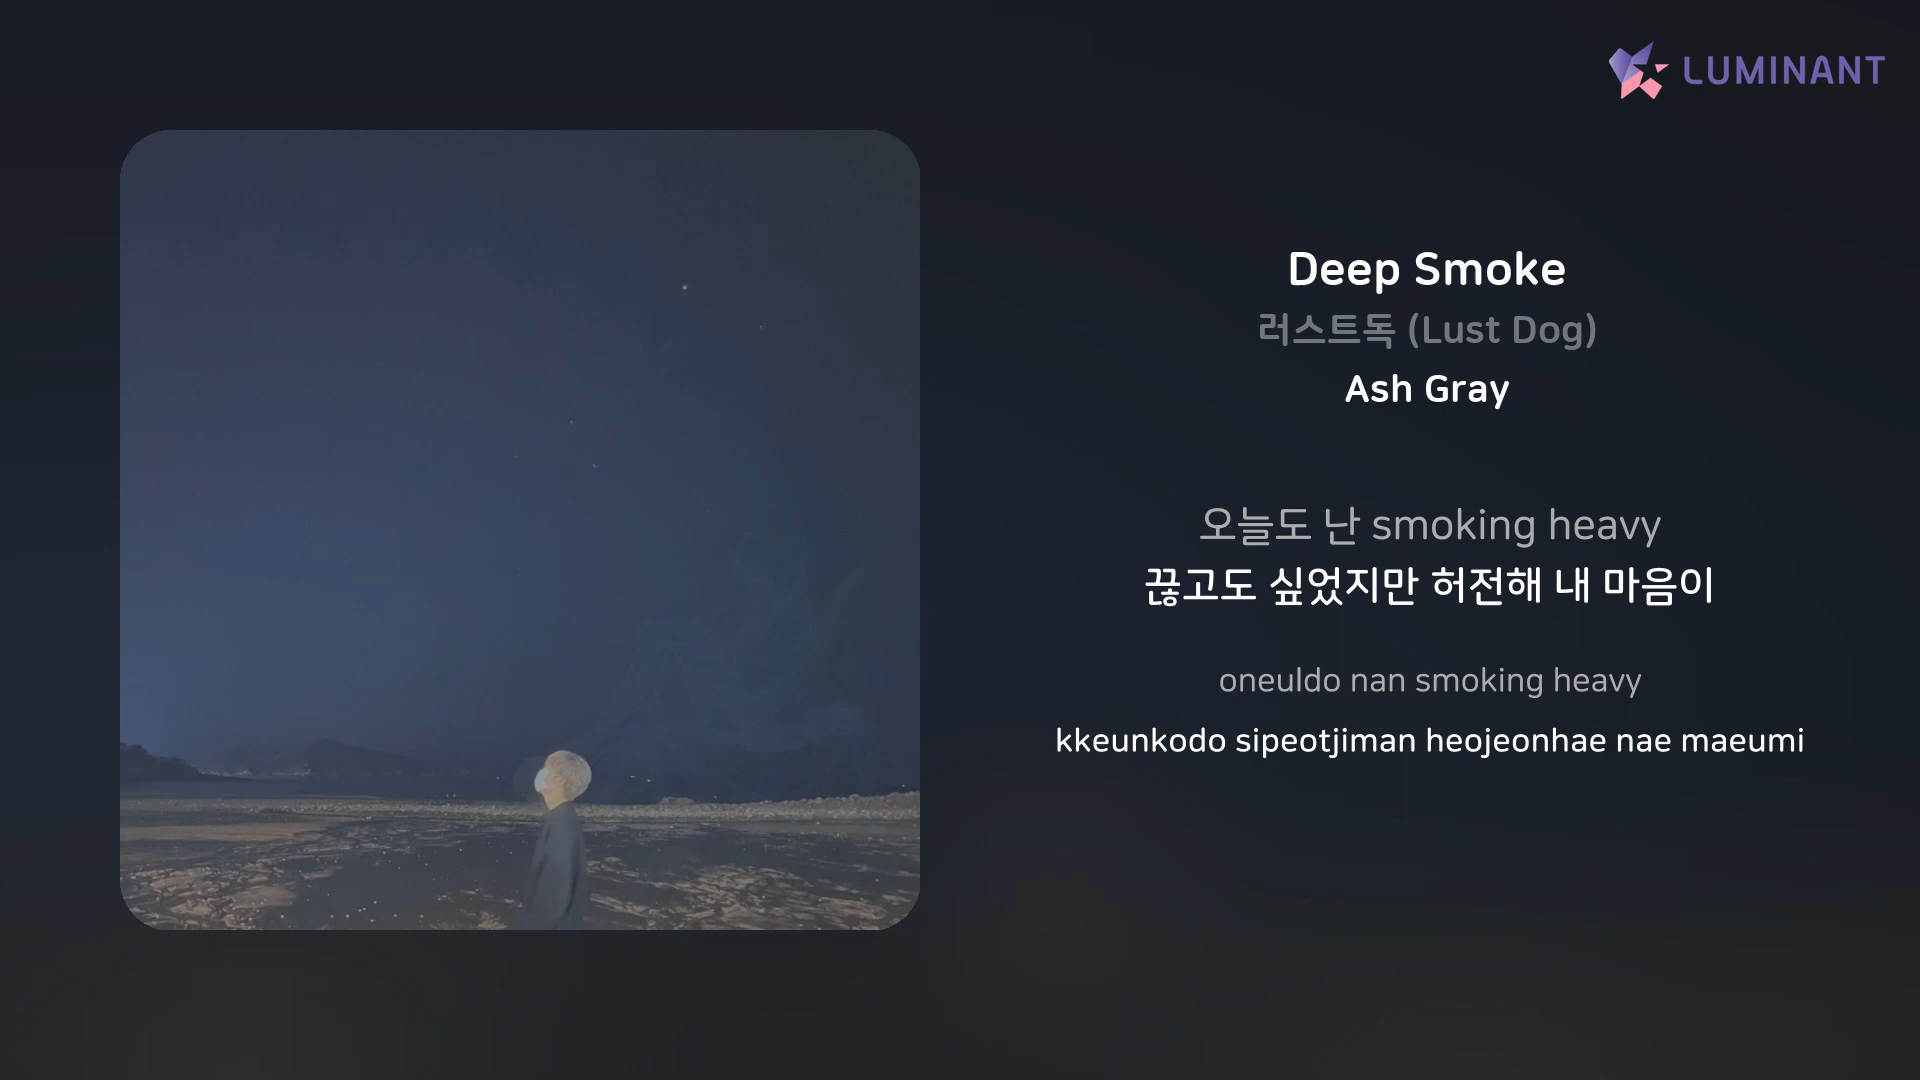 LUMINANT
Deep Smoke
러스트독 (Lust Dog)
Ash Gray
오늘도 난 smoking heavy
끊고도 싶었지만 허전해 내 마음이
oneuldo nan smoking heavy
kkeunkodo sipeotjiman heojeonhae nae maeumi